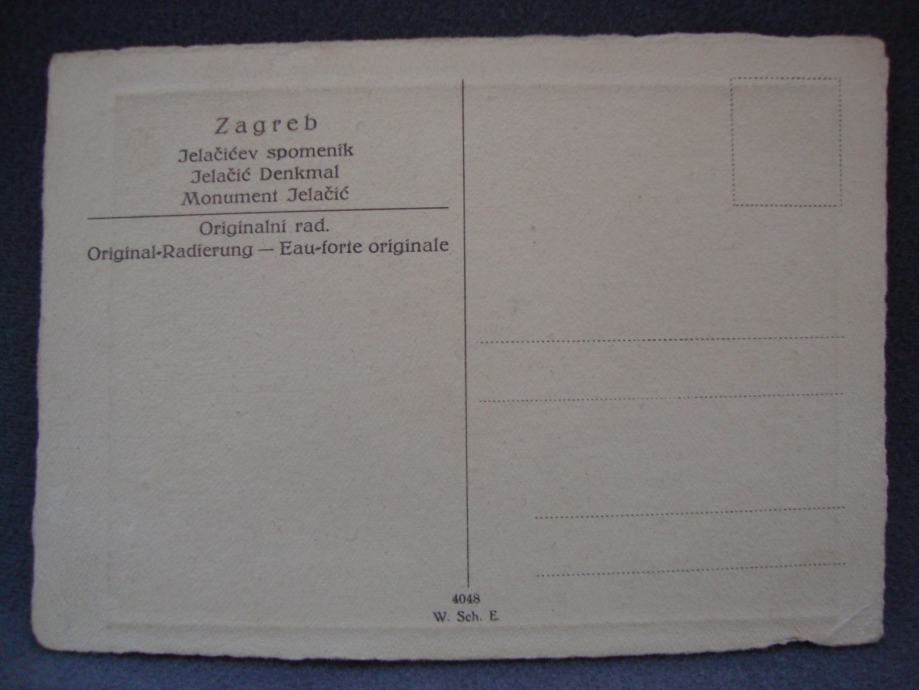 Zagreb
Jelačićev spomenik
Jelačić Denkmal
Monument Jelačić
Originalni rad.
Original-Radierung — Eau-forte originale
4048
W. Sch. E.